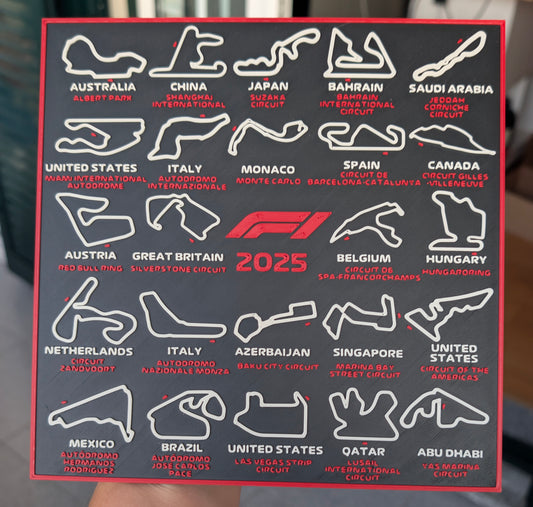 AUSTRALIA
ALBERT PARK
CHINA
SHANGHAI
INTERNATIONAL
JAPAN
SUZAKA
CIRCUIT
BAHRAIN
BAHRAIN
INTERNATIONAL
CIRCUIT
SAUDI ARABIA
JEDDAH
CORNICHE
CIRCUIT
UNITED STATES
MIAMI INTERNATIONAL
AUTODROME
ITALY
AUTODROMO
INTERNAZIONALE
MONACO
MONTE CARLO
SPAIN
CIRCUIT DE
BARCELONA-CATALUNYA
CANADA
CIRCUIT GILLES
-VILLENEUVE
AUSTRIA
RED BULL RING
GREAT BRITAIN
SILVERSTONE CIRCUIT
F1
2025
BELGIUM
CIRCUIT DE
SPA-FRANCORCHAMPS
HUNGARY
HUNGARORING
NETHERLANDS
CIRCUIT
ZANDVOORT
ITALY
AUTODROMO
NAZIONALE MONZA
AZERBAIJAN
BAKU CITY CIRCUIT
SINGAPORE
MARINA BAY
STREET CIRCUIT
UNITED
STATES
CIRCUIT OF THE
AMERICAS
MEXICO
AUTÓDROMO
HERMANOS
RODRIGUEZ
BRAZIL
AUTÓDROMO
JOSÉ CARLOS
PACE
UNITED STATES
LAS VEGAS STRIP
CIRCUIT
QATAR
LUSAIL
INTERNATIONAL
CIRCUIT
ABU DHABI
YAS MARINA
CIRCUIT